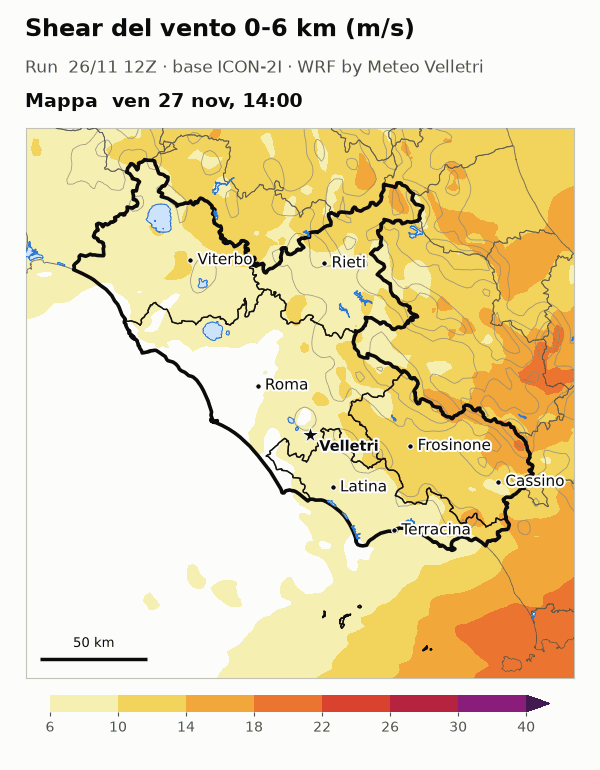 Shear del vento 0-6 km (m/s)
Run 26/11 12Z · base ICON-2I · WRF by Meteo Velletri
Mappa ven 27 nov, 14:00
Viterbo
Rieti
Roma
Velletri
Frosinone
Latina
Cassino
Terracina
50 km
6 10 14 18 22 26 30 40